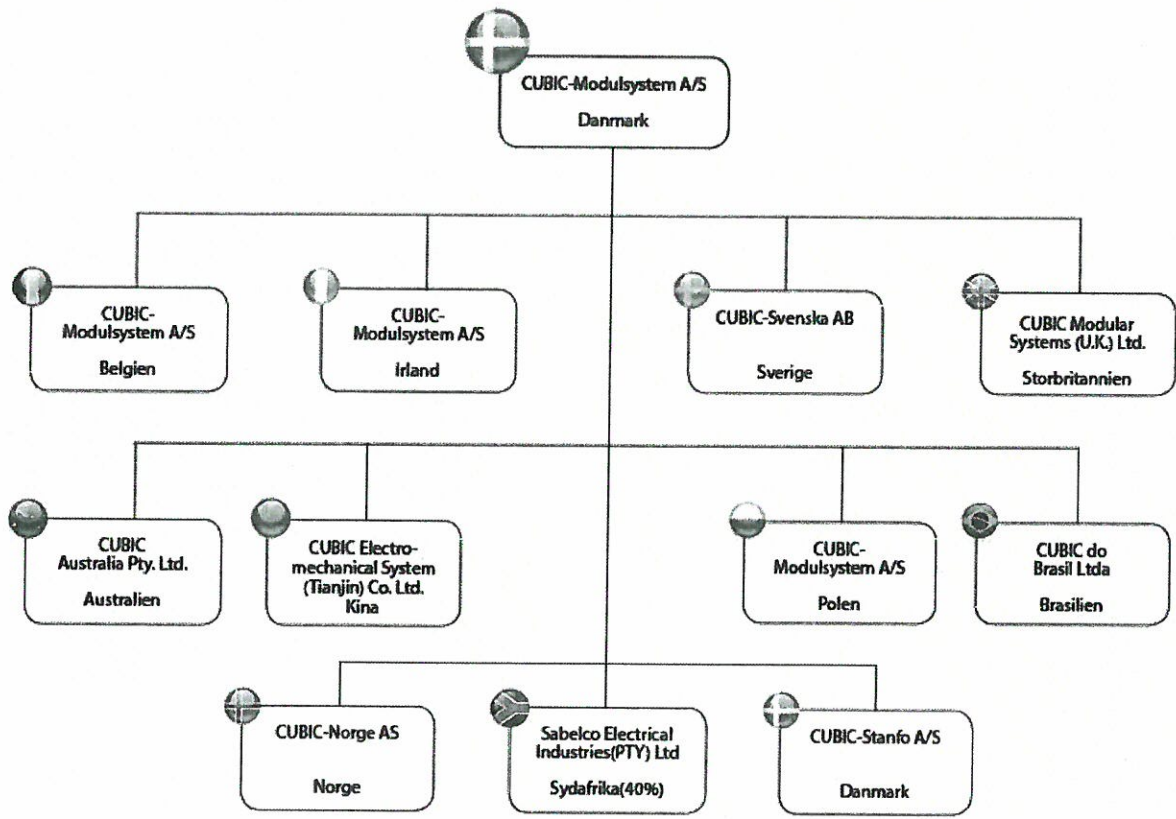 CUBIC-Modulsystem A/S
Danmark
CUBIC-
Modulsystem A/S
Belgien
CUBIC-
Modulsystem A/S
Irland
CUBIC-Svenska AB
Sverige
CUBIC Modular
Systems (U.K.) Ltd.
Storbritannien
CUBIC
Australia Pty. Ltd.
Australien
CUBIC Electro-
mechanical System
(Tianjin) Co. Ltd.
Kina
CUBIC-
Modulsystem A/S
Polen
CUBIC do
Brasil Ltda
Brasilien
CUBIC-Norge AS
Norge
Sabelco Electrical
Industries(PTY) Ltd
Sydafrika(40%)
CUBIC-Stanfo A/S
Danmark